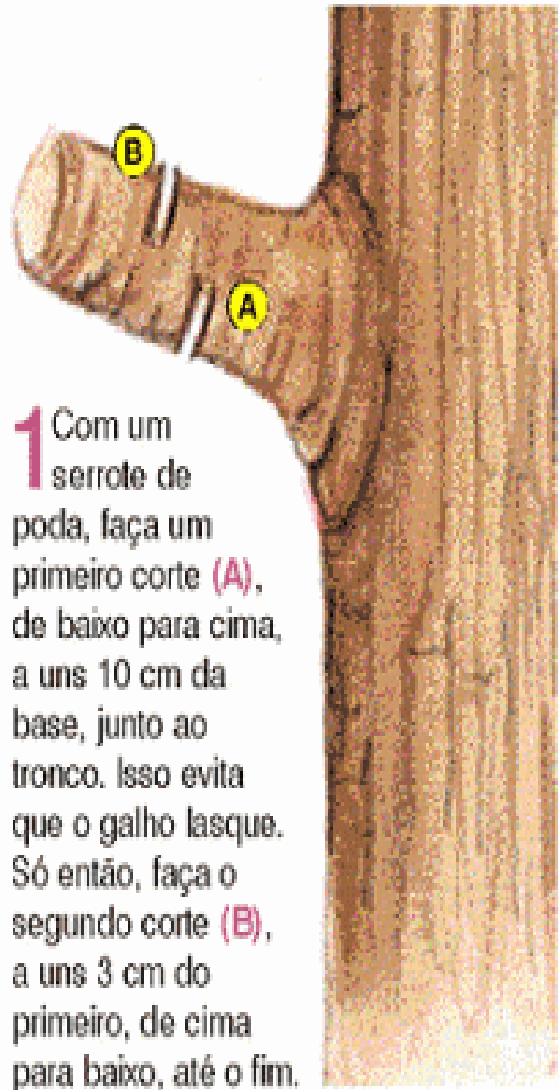 B
A
1 Com um
serrote de
poda, faça um
primeiro corte (A),
de baixo para cima,
a uns 10 cm da
base, junto ao
tronco. Isso evita
que o galho lasque.
Só então, faça o
segundo corte (B),
a uns 3 cm do
primeiro, de cima
para baixo, até o fim.